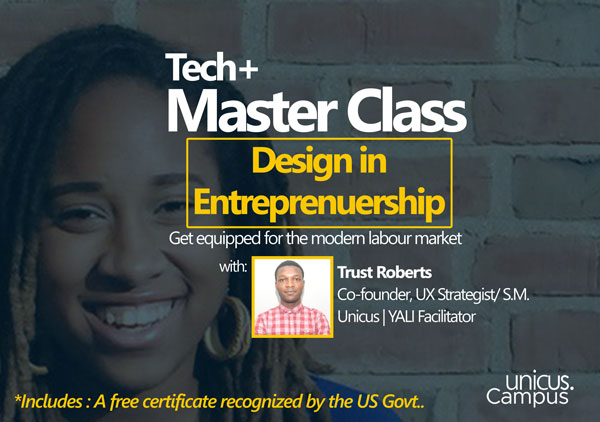 Tech+
Master Class
Design in
Entreprenuership
Get equipped for the modern labour market
with:
Trust Roberts
Co-founder, UX Strategist/ S.M.
Unicus | YALI Facilitator
*Includes : A free certificate recognized by the US Govt..
unicus.
Campus